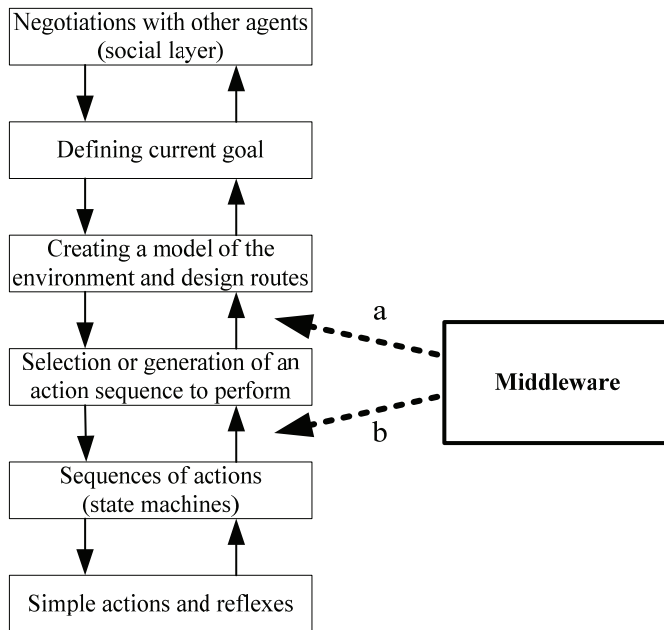 Negotiations with other agents
(social layer)
Defining current goal
Creating a model of the
environment and design routes
a
Selection or generation of an
action sequence to perform
Middleware
b
Sequences of actions
(state machines)
Simple actions and reflexes